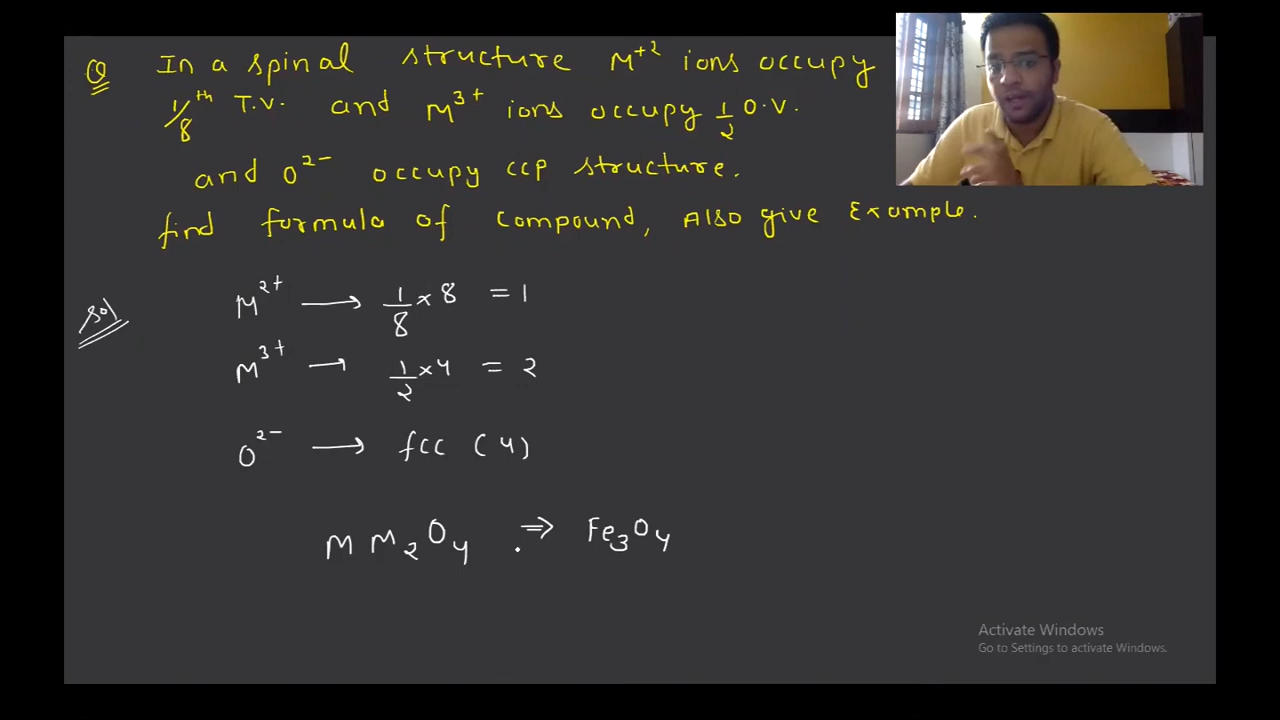 Q In a spinal structure M⁺² ions occupy
1/8ᵗʰ T.V. and M³⁺ ions occupy 1/2 O.V.
and O²⁻ occupy ccp structure.
find formula of compound, Also give Example.
Sol M²⁺ → 1/8 × 8 = 1
M³⁺ → 1/2 × 4 = 2
O²⁻ → fcc (4)
M M₂O₄ ⇒ Fe₃O₄
Activate Windows
Go to Settings to activate Windows.